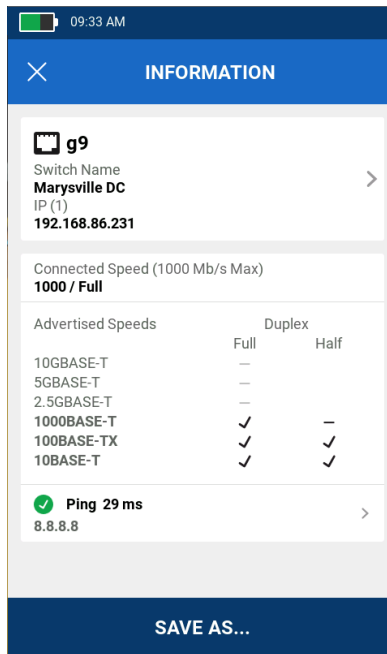 09:33 AM
INFORMATION
g9
Switch Name
Marysville DC
IP (1)
192.168.86.231
Connected Speed (1000 Mb/s Max)
1000 / Full
Advertised Speeds Duplex
Full Half
10GBASE-T —
5GBASE-T —
2.5GBASE-T —
1000BASE-T ✓ –
100BASE-TX ✓ ✓
10BASE-T ✓ ✓
Ping 29 ms
8.8.8.8
SAVE AS...